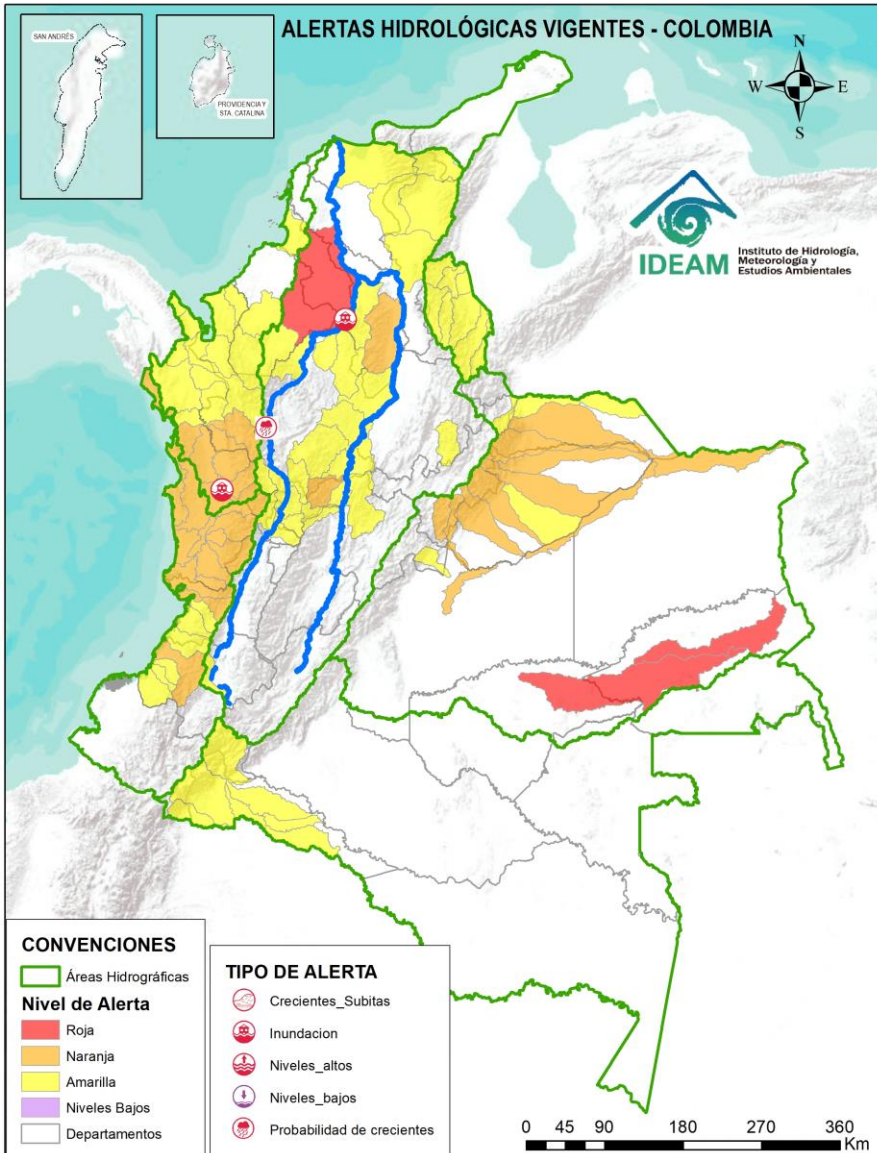 ALERTAS HIDROLÓGICAS VIGENTES - COLOMBIA
SAN ANDRÉS
PROVIDENCIA Y
STA. CATALINA
N
W
E
S
IDEAM
Instituto de Hidrología,
Meteorología y
Estudios Ambientales
CONVENCIONES
Áreas Hidrográficas
Nivel de Alerta
Roja
Naranja
Amarilla
Niveles Bajos
Departamentos
TIPO DE ALERTA
Crecientes_Subitas
Inundacion
Niveles_altos
Niveles_bajos
Probabilidad de crecientes
0 45 90 180 270 360
Km